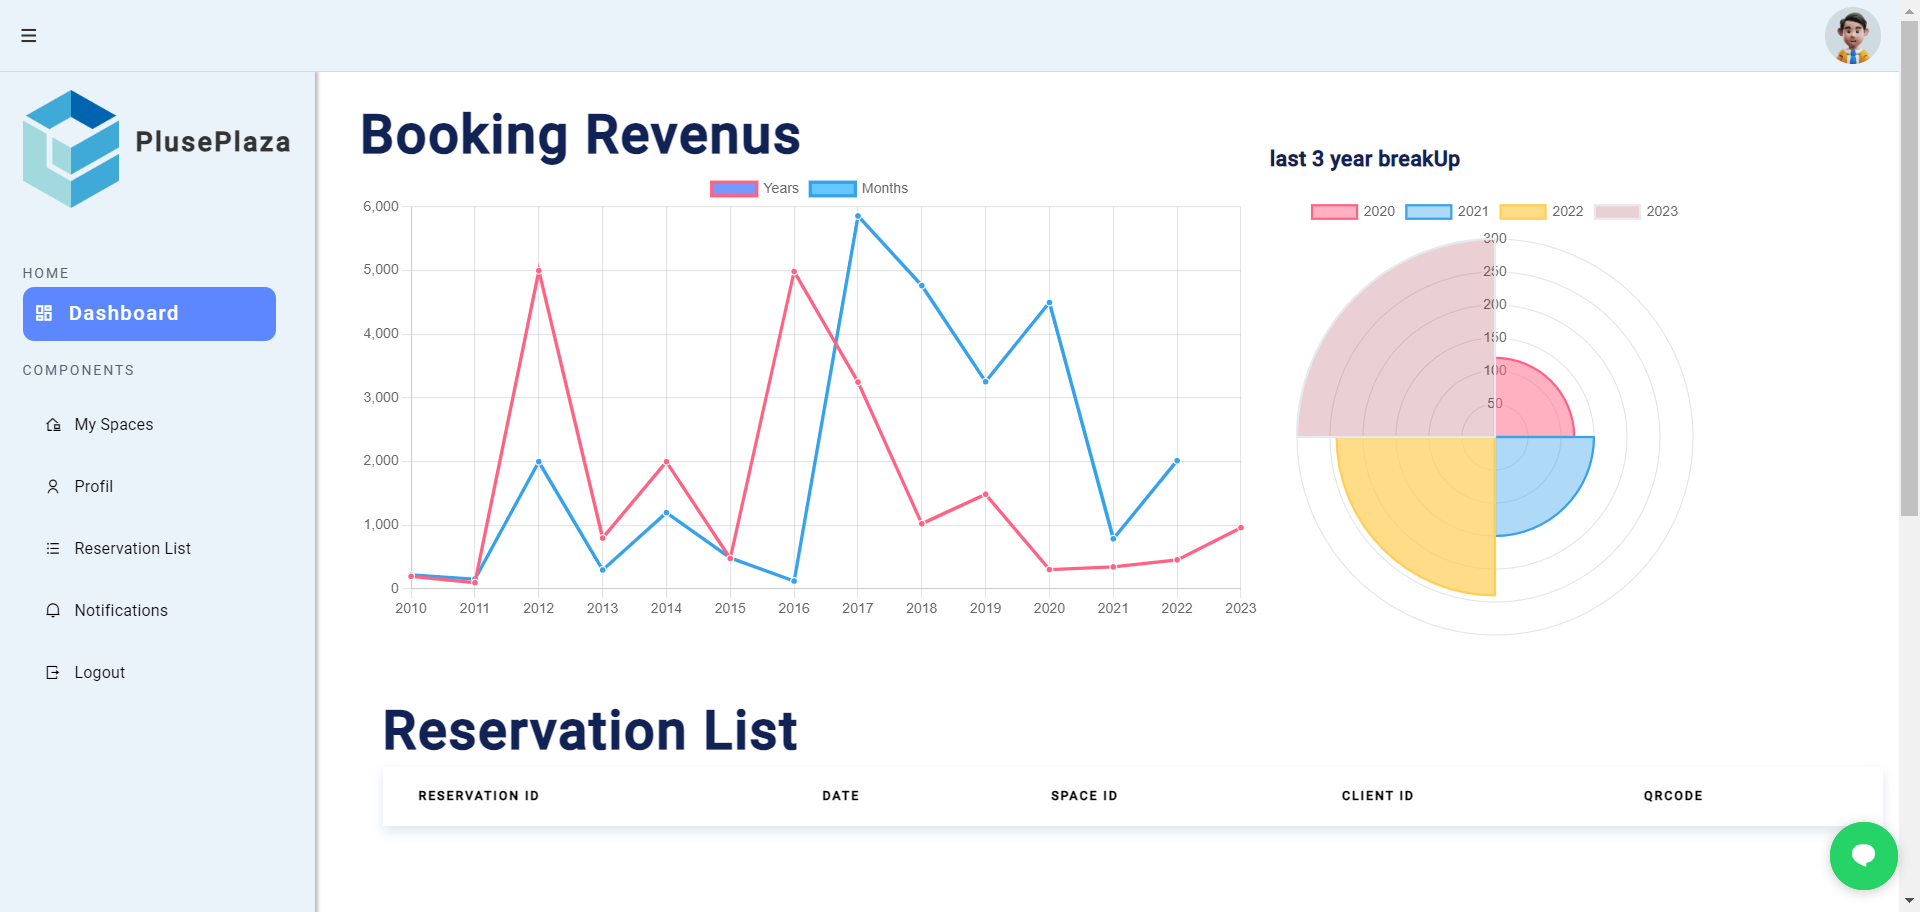 PlusePlaza
HOME
Dashboard
COMPONENTS
My Spaces
Profil
Reservation List
Notifications
Logout
Booking Revenus
Years Months
6,000
5,000
4,000
3,000
2,000
1,000
0
2010 2011 2012 2013 2014 2015 2016 2017 2018 2019 2020 2021 2022 2023
last 3 year breakUp
2020 2021 2022 2023
300
250
200
150
100
50
Reservation List
RESERVATION ID DATE SPACE ID CLIENT ID QRCODE